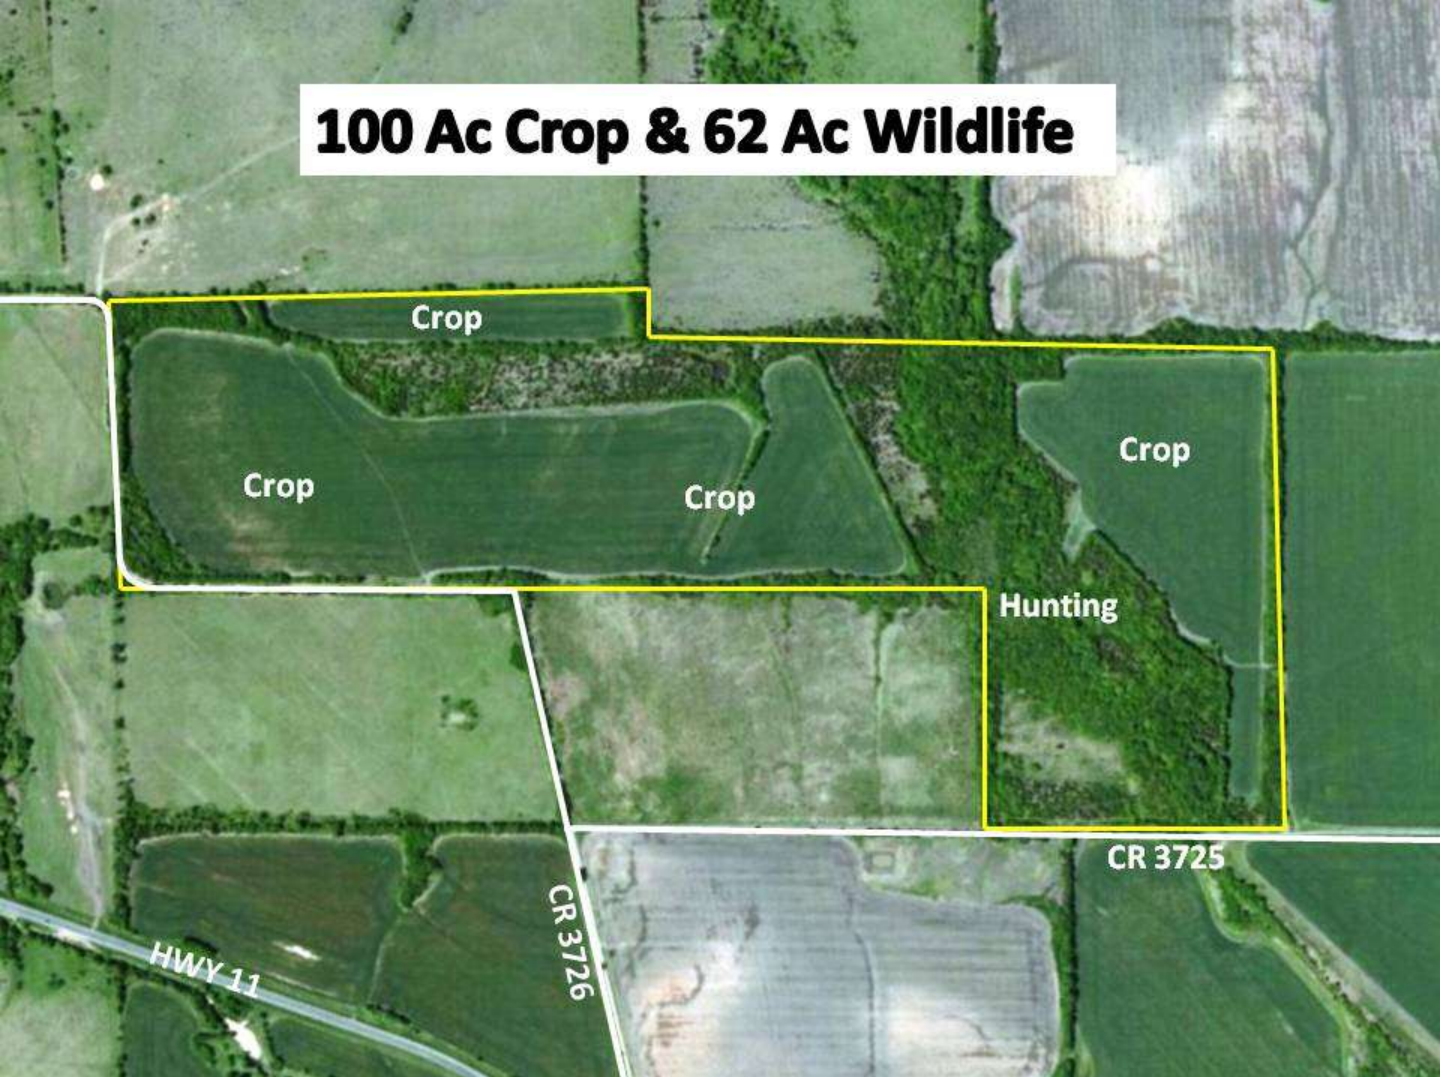 100 Ac Crop & 62 Ac Wildlife
Crop
Crop
Crop
Crop
Hunting
CR 3725
CR 3726
HWY 11